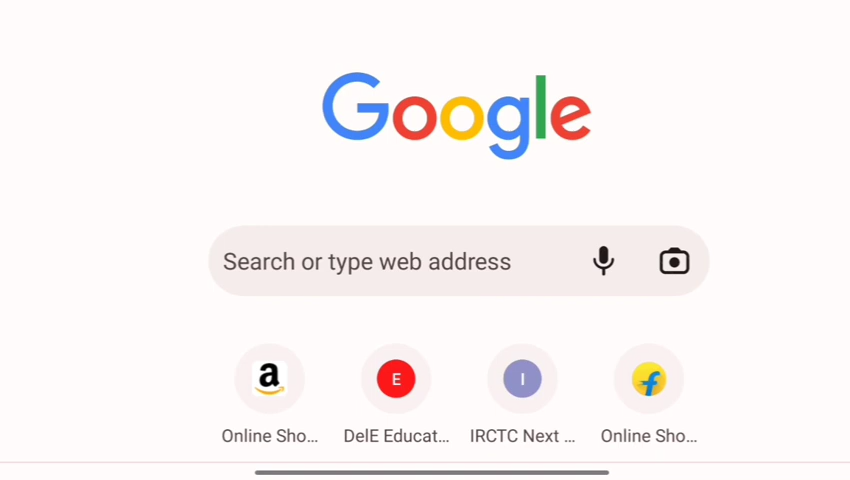 Google
Search or type web address
a
E
I
f
Online Sho...
DelE Educat...
IRCTC Next ...
Online Sho...